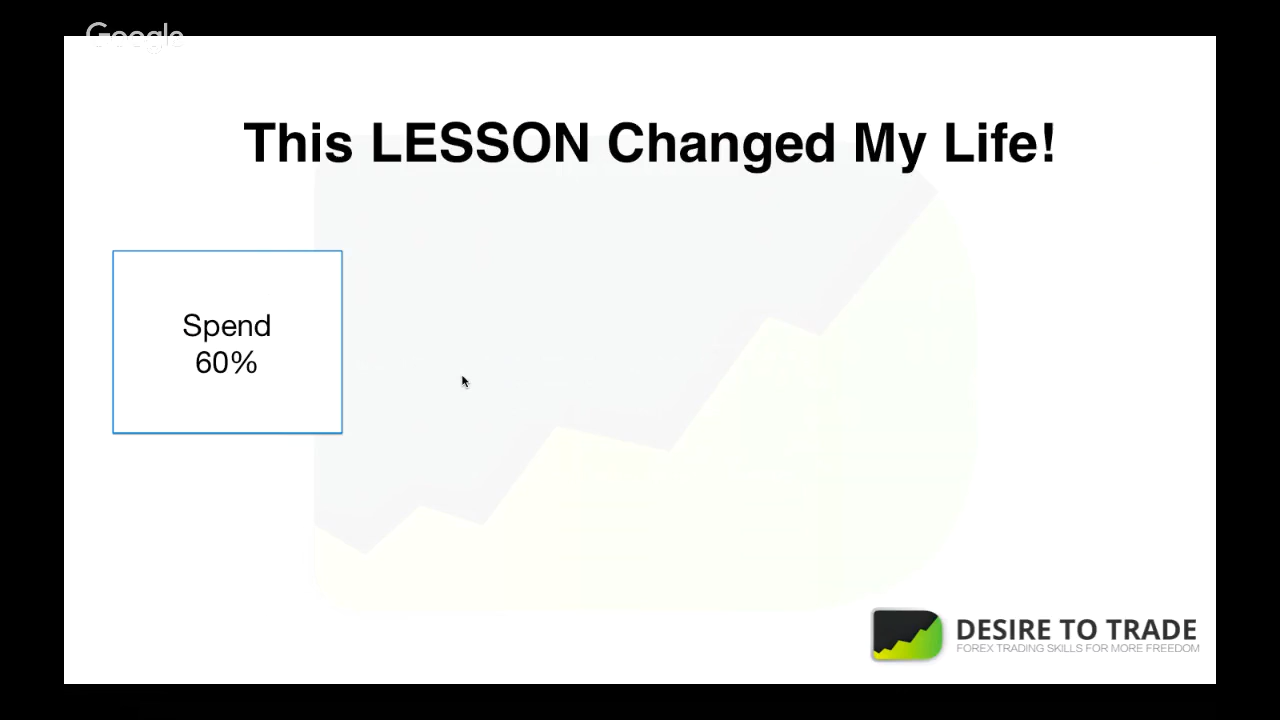 Google
This LESSON Changed My Life!
Spend
60%
DESIRE TO TRADE
FOREX TRADING SKILLS FOR MORE FREEDOM